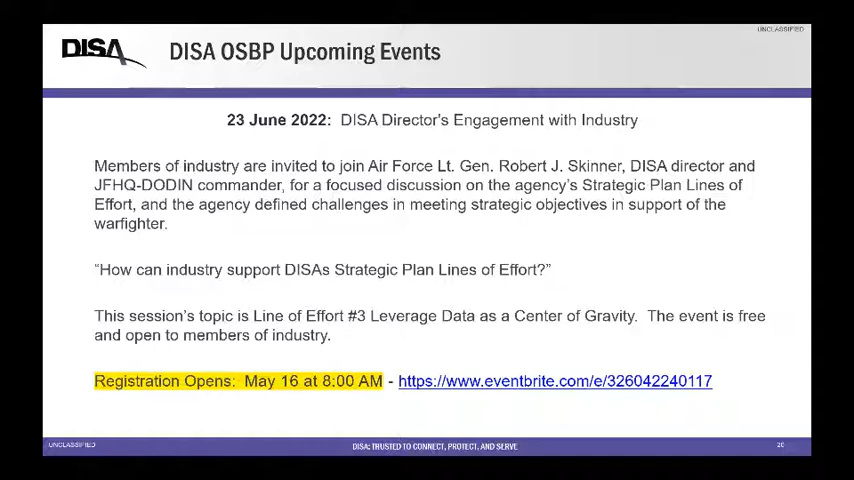 UNCLASSIFIED
DISA
DISA OSBP Upcoming Events
23 June 2022: DISA Director's Engagement with Industry
Members of industry are invited to join Air Force Lt. Gen. Robert J. Skinner, DISA director and
JFHQ-DODIN commander, for a focused discussion on the agency's Strategic Plan Lines of
Effort, and the agency defined challenges in meeting strategic objectives in support of the
warfighter.
“How can industry support DISAs Strategic Plan Lines of Effort?”
This session's topic is Line of Effort #3 Leverage Data as a Center of Gravity. The event is free
and open to members of industry.
Registration Opens: May 16 at 8:00 AM - https://www.eventbrite.com/e/326042240117
UNCLASSIFIED
DISA: TRUSTED TO CONNECT, PROTECT, AND SERVE